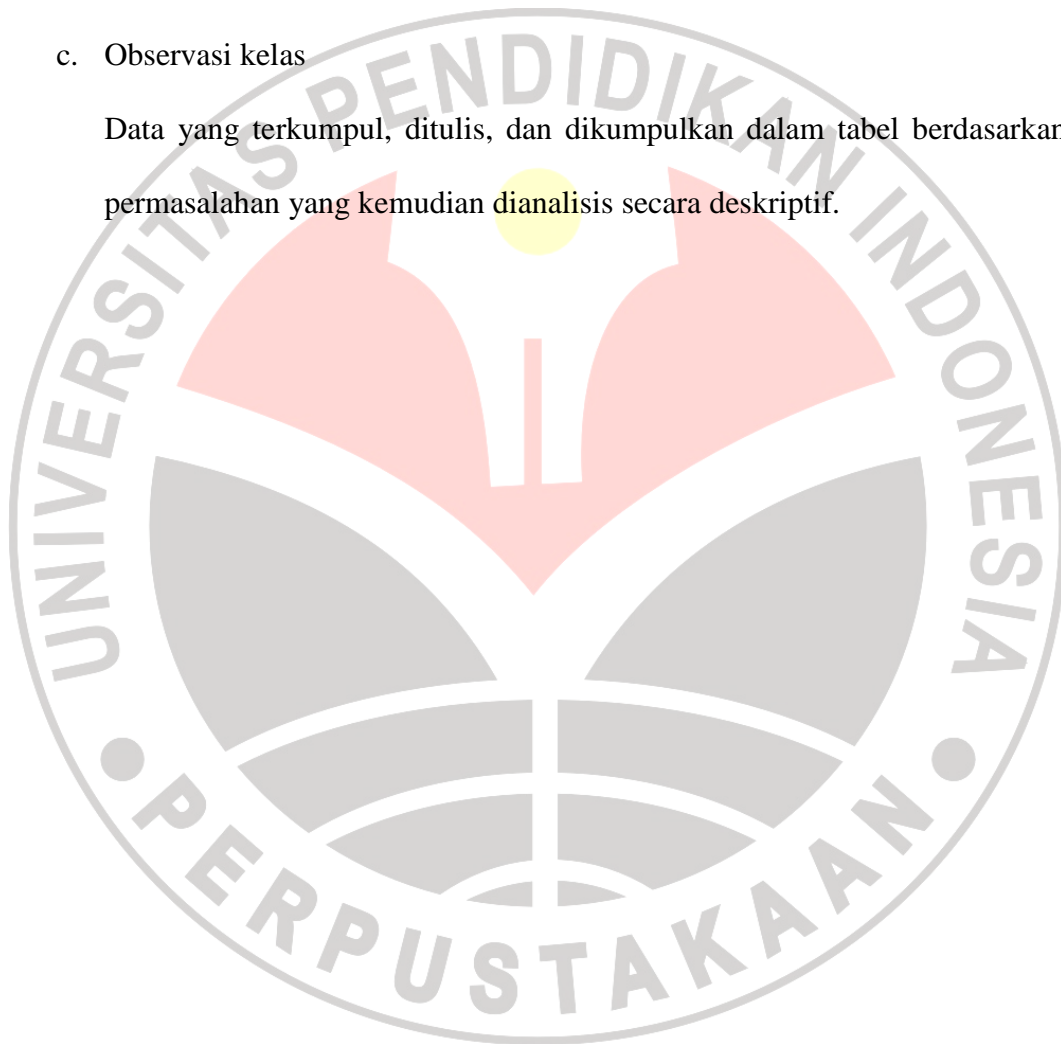 c. Observasi kelas
Data yang terkumpul, ditulis, dan dikumpulkan dalam tabel berdasarkan
permasalahan yang kemudian dianalisis secara deskriptif.
UNIVERSITAS PENDIDIKAN INDONESIA
PERPUSTAKAAN